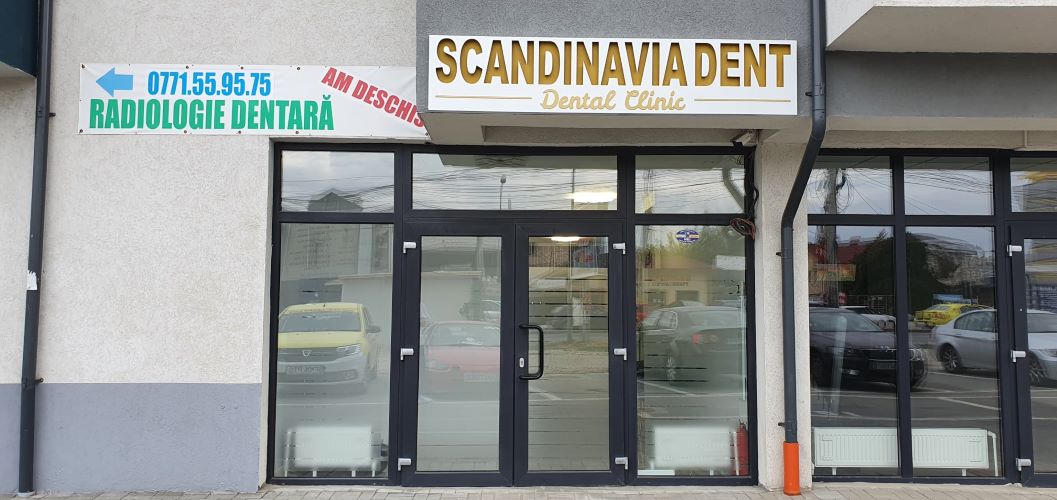 0771.55.95.75
RADIOLOGIE DENTARĂ
AM DESCHIS
SCANDINAVIA DENT
Dental Clinic